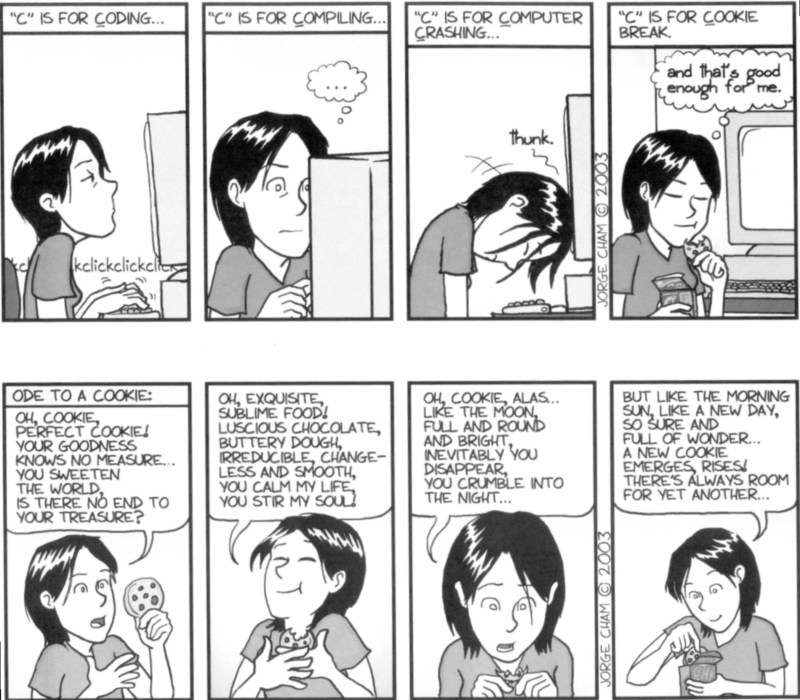 "C" IS FOR CODING...
kclickclickclick
"C" IS FOR COMPILING...
...
"C" IS FOR COMPUTER
CRASHING...
thunk.
"C" IS FOR COOKIE
BREAK.
and that's good
enough for me.
JORGE CHAM © 2003
ODE TO A COOKIE:
OH, COOKIE,
PERFECT COOKIE!
YOUR GOODNESS
KNOWS NO MEASURE...
YOU SWEETEN
THE WORLD,
IS THERE NO END TO
YOUR TREASURE?
OH, EXQUISITE,
SUBLIME FOOD!
LUSCIOUS CHOCOLATE,
BUTTERY DOUGH,
IRREDUCIBLE, CHANGE-
LESS AND SMOOTH,
YOU CALM MY LIFE,
YOU STIR MY SOUL!
OH, COOKIE, ALAS...
LIKE THE MOON,
FULL AND ROUND
AND BRIGHT,
INEVITABLY YOU
DISAPPEAR,
YOU CRUMBLE INTO
THE NIGHT...
BUT LIKE THE MORNING
SUN, LIKE A NEW DAY,
SO SURE AND
FULL OF WONDER...
A NEW COOKIE
EMERGES, RISES!
THERE'S ALWAYS ROOM
FOR YET ANOTHER...
JORGE CHAM © 2003